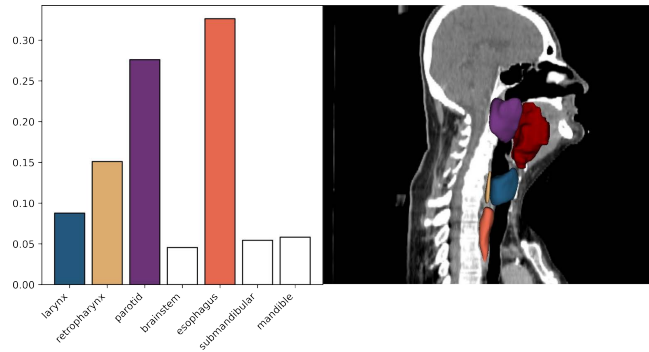 0.30
0.25
0.20
0.15
0.10
0.05
0.00
larynx
retropharynx
parotid
brainstem
esophagus
submandibular
mandible